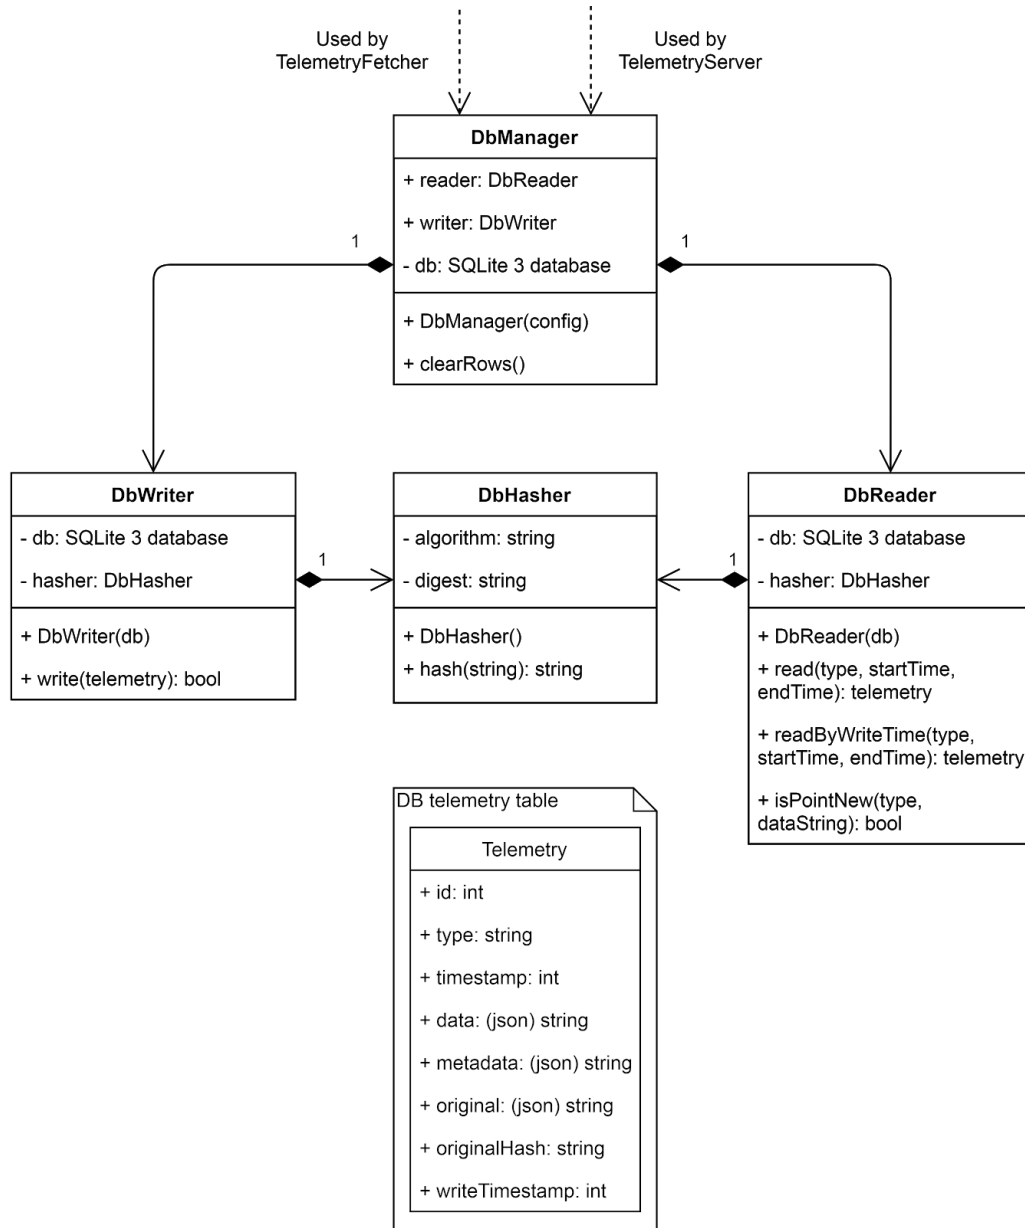 Used by
TelemetryFetcher
Used by
TelemetryServer
DbManager
+ reader: DbReader
+ writer: DbWriter
- db: SQLite 3 database
+ DbManager(config)
+ clearRows()
1
1
DbWriter
- db: SQLite 3 database
- hasher: DbHasher
+ DbWriter(db)
+ write(telemetry): bool
1
DbHasher
- algorithm: string
- digest: string
+ DbHasher()
+ hash(string): string
1
DbReader
- db: SQLite 3 database
- hasher: DbHasher
+ DbReader(db)
+ read(type, startTime,
endTime): telemetry
+ readByWriteTime(type,
startTime, endTime): telemetry
+ isPointNew(type,
dataString): bool
DB telemetry table
Telemetry
+ id: int
+ type: string
+ timestamp: int
+ data: (json) string
+ metadata: (json) string
+ original: (json) string
+ originalHash: string
+ writeTimestamp: int